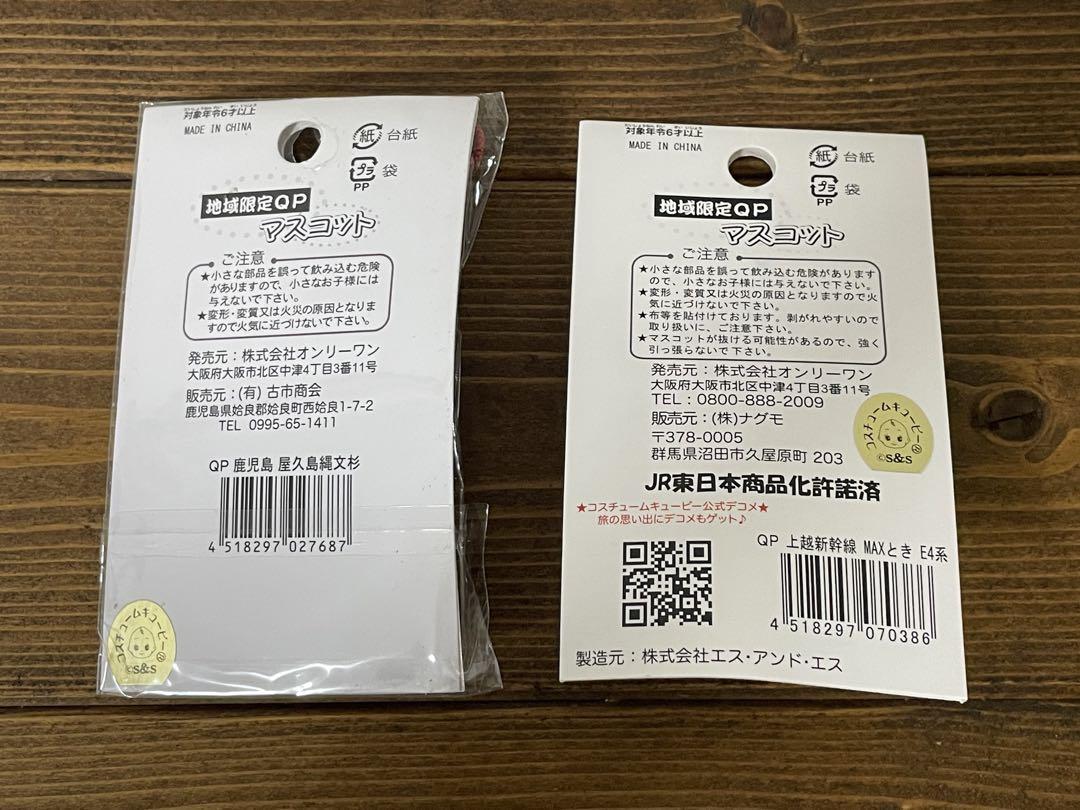 対象年令6才以上
MADE IN CHINA
紙 台紙
プラ 袋
PP
地域限定QP
マスコット
ご注意
★小さな部品を誤って飲み込む危険
がありますので、小さなお子様には
与えないで下さい。
★変形・変質又は火災の原因となりま
すので火気に近づけないで下さい。
発売元：株式会社オンリーワン
大阪府大阪市北区中津4丁目3番11号
販売元：(有) 古市商会
鹿児島県姶良郡姶良町西姶良1-7-2
TEL 0995-65-1411
QP 鹿児島 屋久島縄文杉
4 518297 027687
コスチュームキューピー
©S&S
対象年令6才以上
MADE IN CHINA
紙 台紙
プラ 袋
PP
地域限定QP
マスコット
ご注意
★小さな部品を誤って飲み込む危険がありますの
で、小さなお子様には与えないで下さい。
★変形・変質又は火災の原因となりますので火
気に近づけないで下さい。
★布等を貼付けております。剥がれやすいので
取り扱いに、ご注意下さい。
★マスコットが抜ける可能性があるので、強く
引っ張らないで下さい。
発売元：株式会社オンリーワン
大阪府大阪市北区中津4丁目3番11号
TEL：0800-888-2009
販売元：(株)ナグモ
〒378-0005
群馬県沼田市久屋原町 203
コスチュームキューピー
©S&S
JR東日本商品化許諾済
★コスチュームキューピー公式デコメ★
旅の思い出にデコメもゲット♪
QP 上越新幹線 MAXとき E4系
4 518297 070386
製造元：株式会社エス・アンド・エス